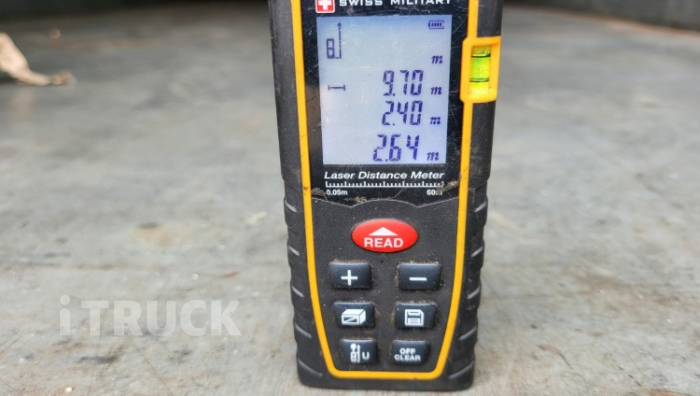 SWISS MILITARY
m
9.70 m
2.40 m
2.64 m
Laser Distance Meter
0.05m 60m
READ
+ −
U OFF
CLEAR
iTRUCK